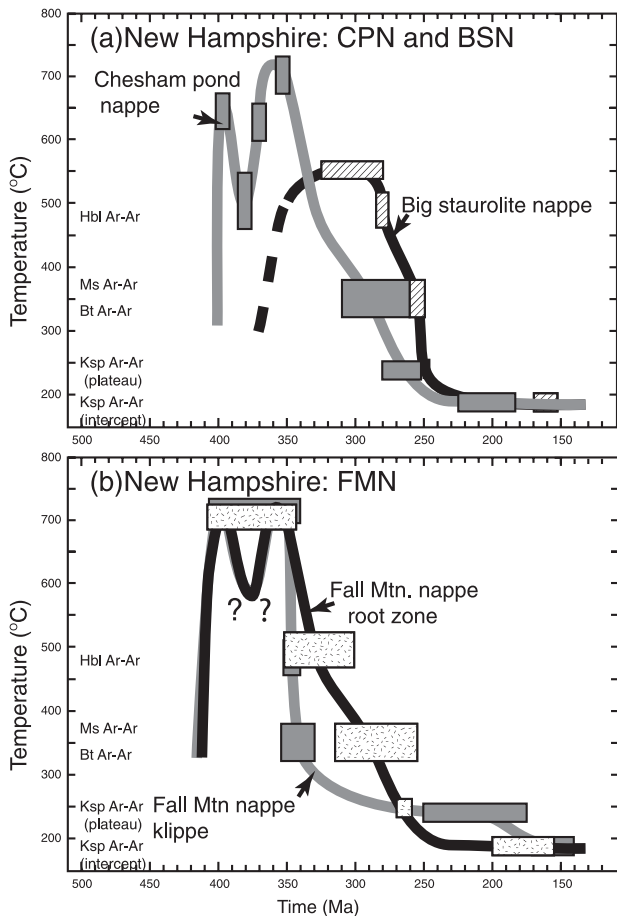 (a)New Hampshire: CPN and BSN
800
700
600
500
400
300
200
Temperature (°C)
Chesham pond
nappe
Big staurolite nappe
Hbl Ar-Ar
Ms Ar-Ar
Bt Ar-Ar
Ksp Ar-Ar
(plateau)
Ksp Ar-Ar
(intercept)
500 450 400 350 300 250 200 150
(b)New Hampshire: FMN
800
700
600
500
400
300
200
Temperature (°C)
? ?
Fall Mtn. nappe
root zone
Hbl Ar-Ar
Ms Ar-Ar
Bt Ar-Ar
Fall Mtn nappe
klippe
Ksp Ar-Ar
(plateau)
Ksp Ar-Ar
(intercept)
500 450 400 350 300 250 200 150
Time (Ma)